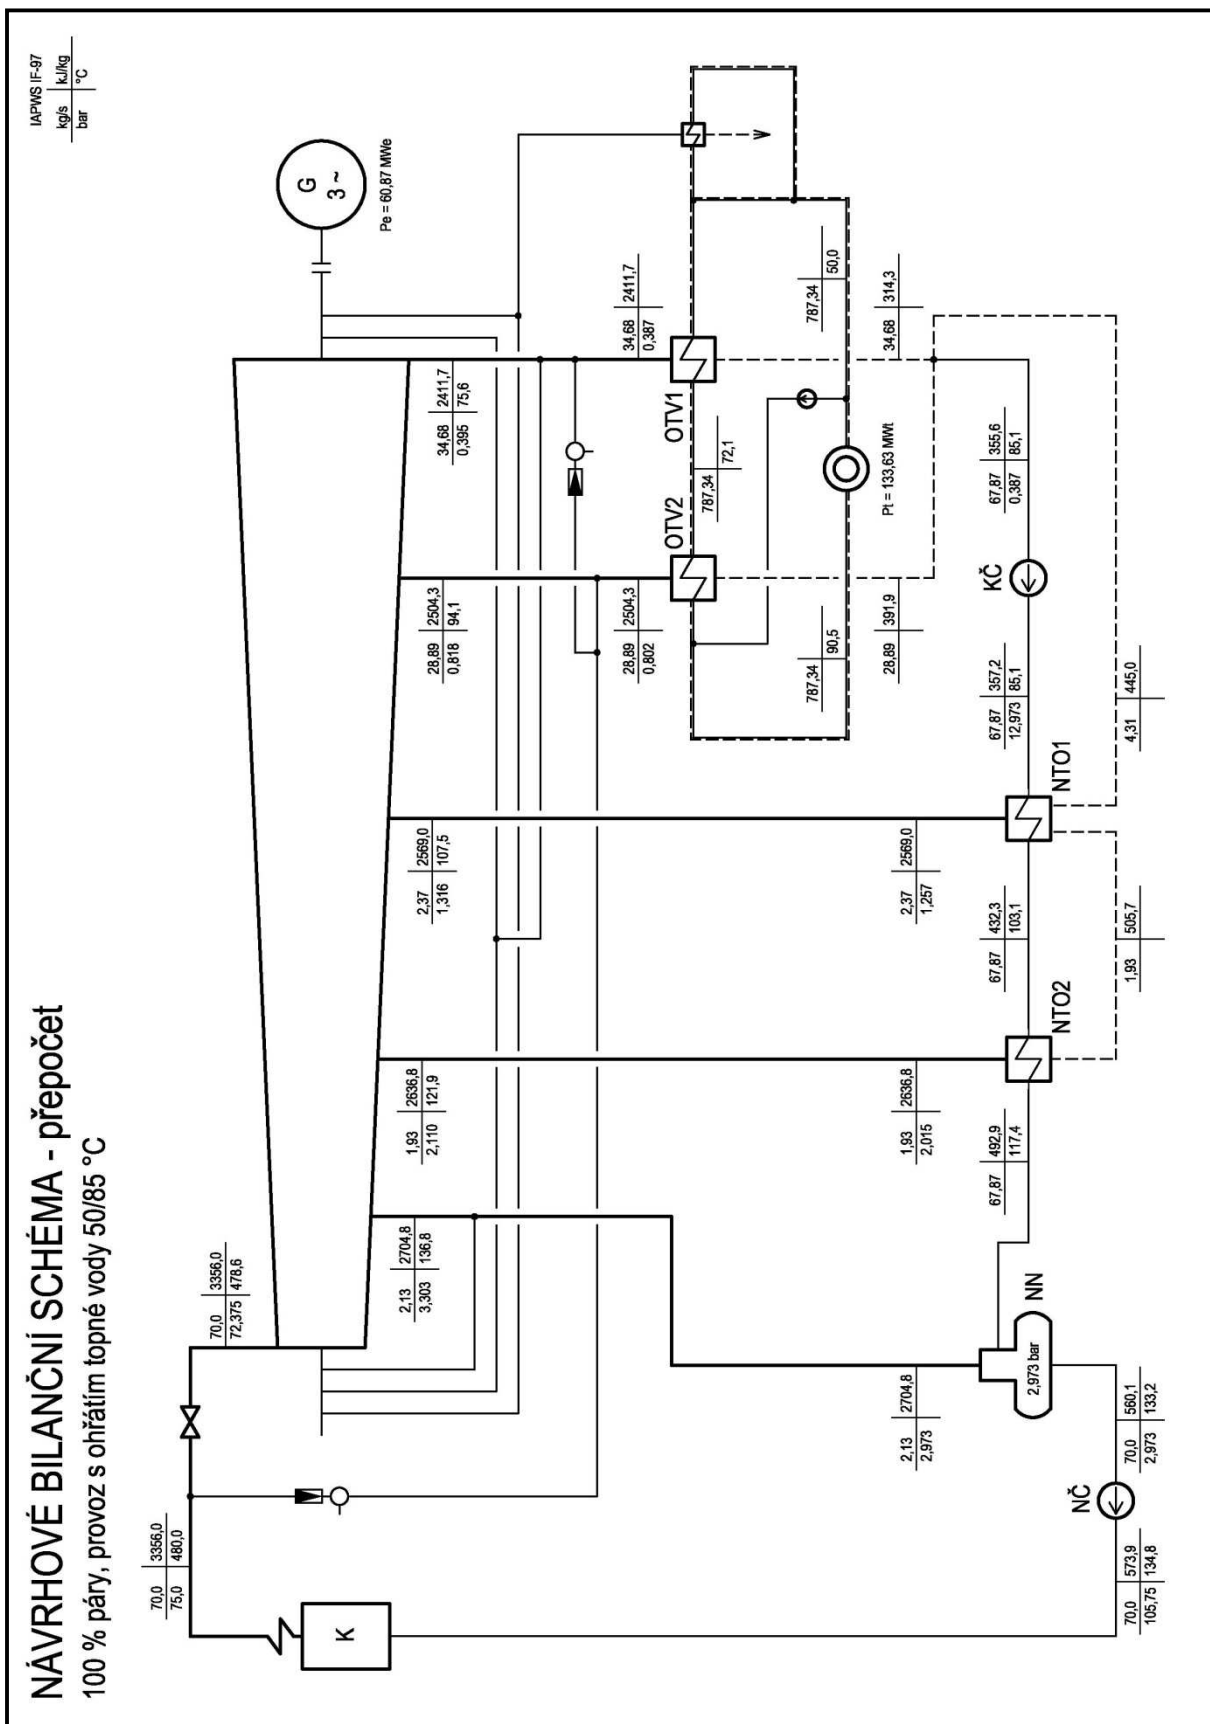 NÁVRHOVÉ BILANČNÍ SCHÉMA - přepočet
100 % páry, provoz s ohřátím topné vody 50/85 °C
IAPWS IF-97
kg/s kJ/kg
bar °C
70,0 3356,0
75,0 480,0
70,0 3356,0
72,375 478,6
G
3 ~
Pe = 60,87 MWe
K
2,13 2704,8
3,303 136,8
1,93 2636,8
2,110 121,9
2,37 2569,0
1,316 107,5
28,89 2504,3
0,818 94,1
34,68 2411,7
0,395 75,6
28,89 2504,3
0,802
34,68 2411,7
0,387
OTV2
OTV1
787,34 72,1
787,34 90,5
787,34 50,0
Pt = 133,63 MWt
2,13 2704,8
2,973
1,93 2636,8
2,015
2,37 2569,0
1,257
28,89 391,9
34,68 314,3
NN
2,973 bar
67,87 492,9
117,4
NTO2
67,87 432,3
103,1
NTO1
67,87 357,2
12,973 85,1
KČ
67,87 355,6
0,387 85,1
70,0 573,9
105,75 134,8
NČ
70,0 560,1
2,973 133,2
1,93 505,7
4,31 445,0